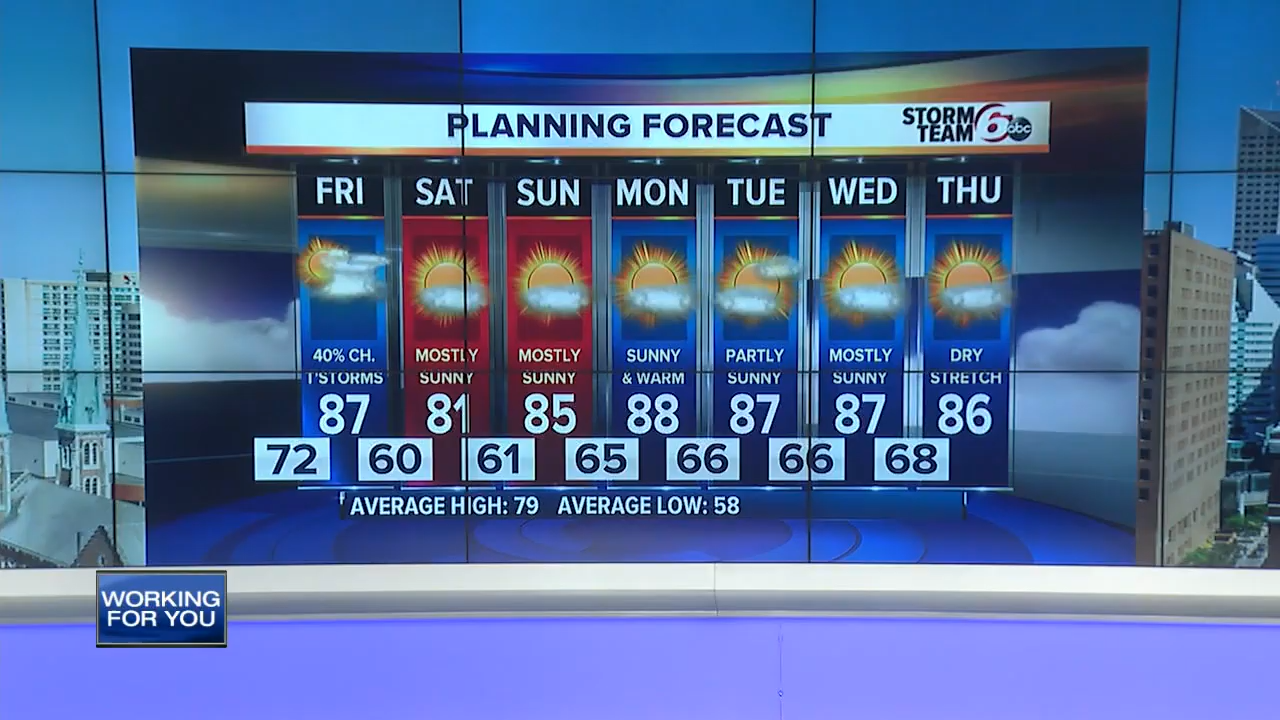 PLANNING FORECAST
STORM TEAM 6 abc
FRI SAT SUN MON TUE WED THU
40% CH. MOSTLY MOSTLY SUNNY PARTLY MOSTLY DRY
T'STORMS SUNNY SUNNY & WARM SUNNY SUNNY STRETCH
87 81 85 88 87 87 86
72 60 61 65 66 66 68
AVERAGE HIGH: 79 AVERAGE LOW: 58
WORKING
FOR YOU